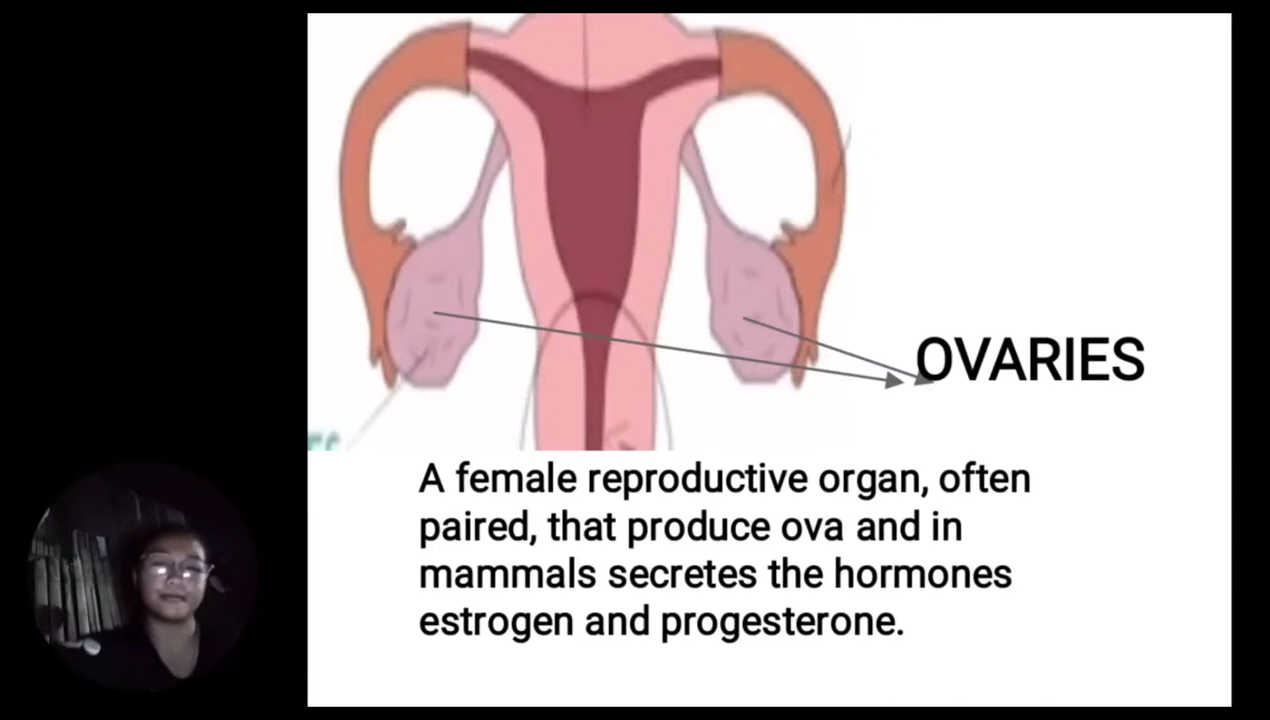 OVARIES
A female reproductive organ, often
paired, that produce ova and in
mammals secretes the hormones
estrogen and progesterone.